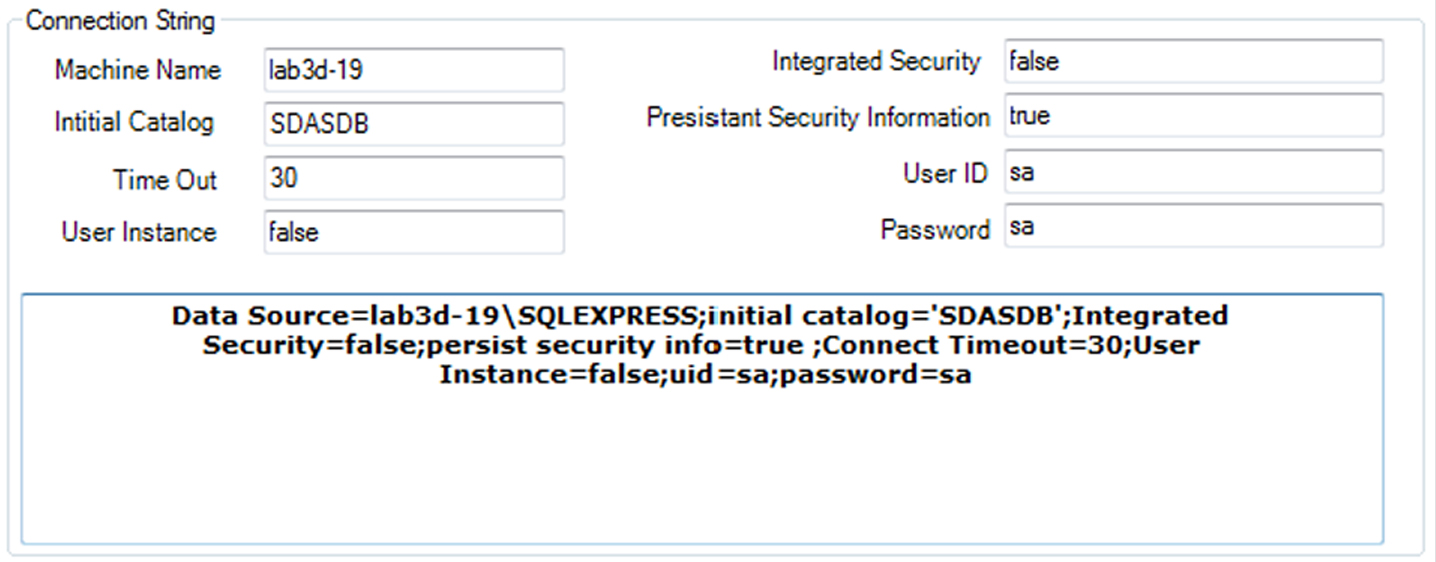 Connection String
Machine Name lab3d-19 Integrated Security false
Intitial Catalog SDASDB Presistant Security Information true
Time Out 30 User ID sa
User Instance false Password sa
Data Source=lab3d-19\SQLEXPRESS;initial catalog='SDASDB';Integrated
Security=false;persist security info=true ;Connect Timeout=30;User
Instance=false;uid=sa;password=sa